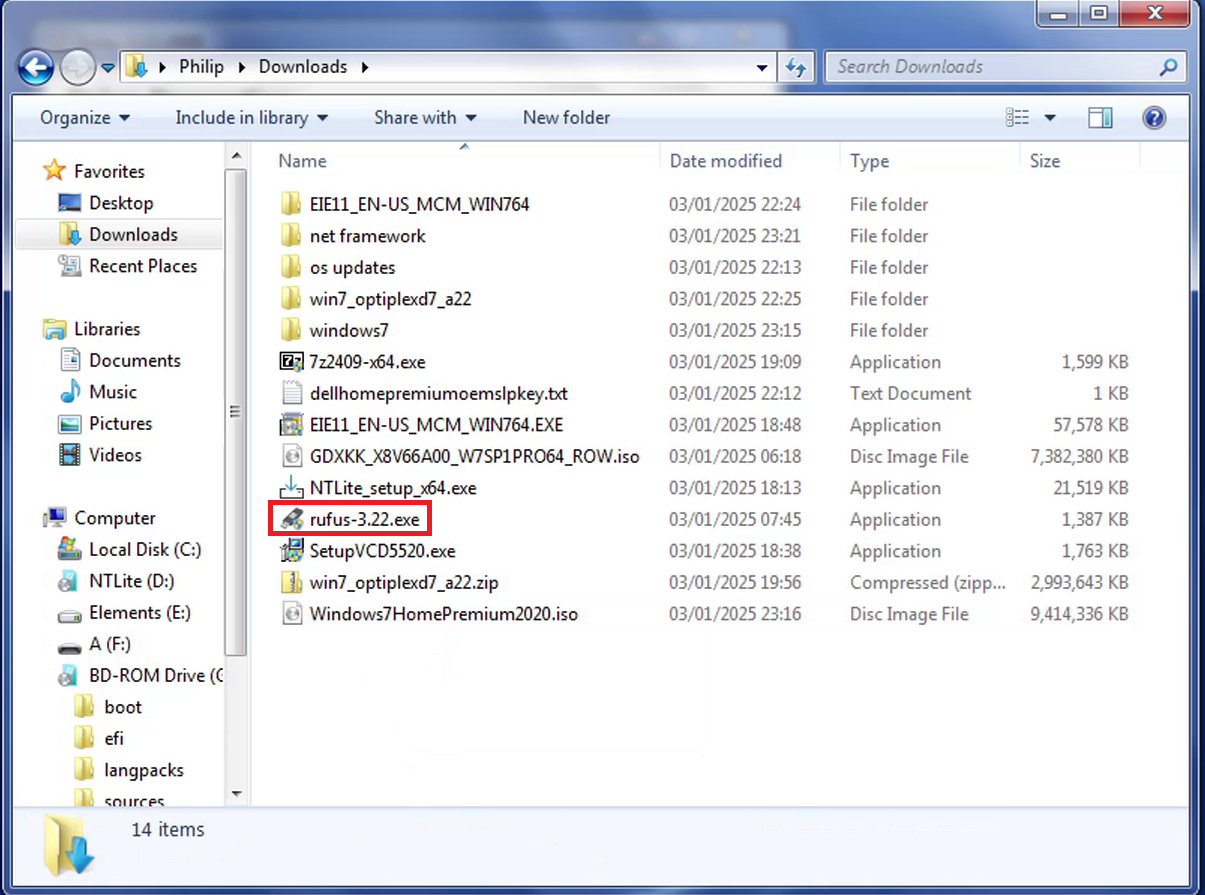 Philip Downloads
Search Downloads
Organize Include in library Share with New folder
Favorites
Desktop
Downloads
Recent Places
Libraries
Documents
Music
Pictures
Videos
Computer
Local Disk (C:)
NTLite (D:)
Elements (E:)
A (F:)
BD-ROM Drive (G
boot
efi
langpacks
sources
Name Date modified Type Size
EIE11_EN-US_MCM_WIN764 03/01/2025 22:24 File folder
net framework 03/01/2025 23:21 File folder
os updates 03/01/2025 22:13 File folder
win7_optiplexd7_a22 03/01/2025 22:25 File folder
windows7 03/01/2025 23:15 File folder
7z2409-x64.exe 03/01/2025 19:09 Application 1,599 KB
dellhomepremiumoemslpkey.txt 03/01/2025 22:12 Text Document 1 KB
EIE11_EN-US_MCM_WIN764.EXE 03/01/2025 18:48 Application 57,578 KB
GDXKK_X8V66A00_W7SP1PRO64_ROW.iso 03/01/2025 06:18 Disc Image File 7,382,380 KB
NTLite_setup_x64.exe 03/01/2025 18:13 Application 21,519 KB
rufus-3.22.exe 03/01/2025 07:45 Application 1,387 KB
SetupVCD5520.exe 03/01/2025 18:38 Application 1,763 KB
win7_optiplexd7_a22.zip 03/01/2025 19:56 Compressed (zipp... 2,993,643 KB
Windows7HomePremium2020.iso 03/01/2025 23:16 Disc Image File 9,414,336 KB
14 items